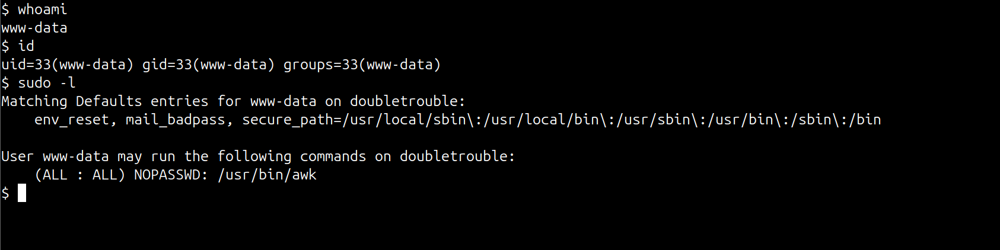 $ whoami
www-data
$ id
uid=33(www-data) gid=33(www-data) groups=33(www-data)
$ sudo -l
Matching Defaults entries for www-data on doubletrouble:
    env_reset, mail_badpass, secure_path=/usr/local/sbin\:/usr/local/bin\:/usr/sbin\:/usr/bin\:/sbin\:/bin

User www-data may run the following commands on doubletrouble:
    (ALL : ALL) NOPASSWD: /usr/bin/awk
$